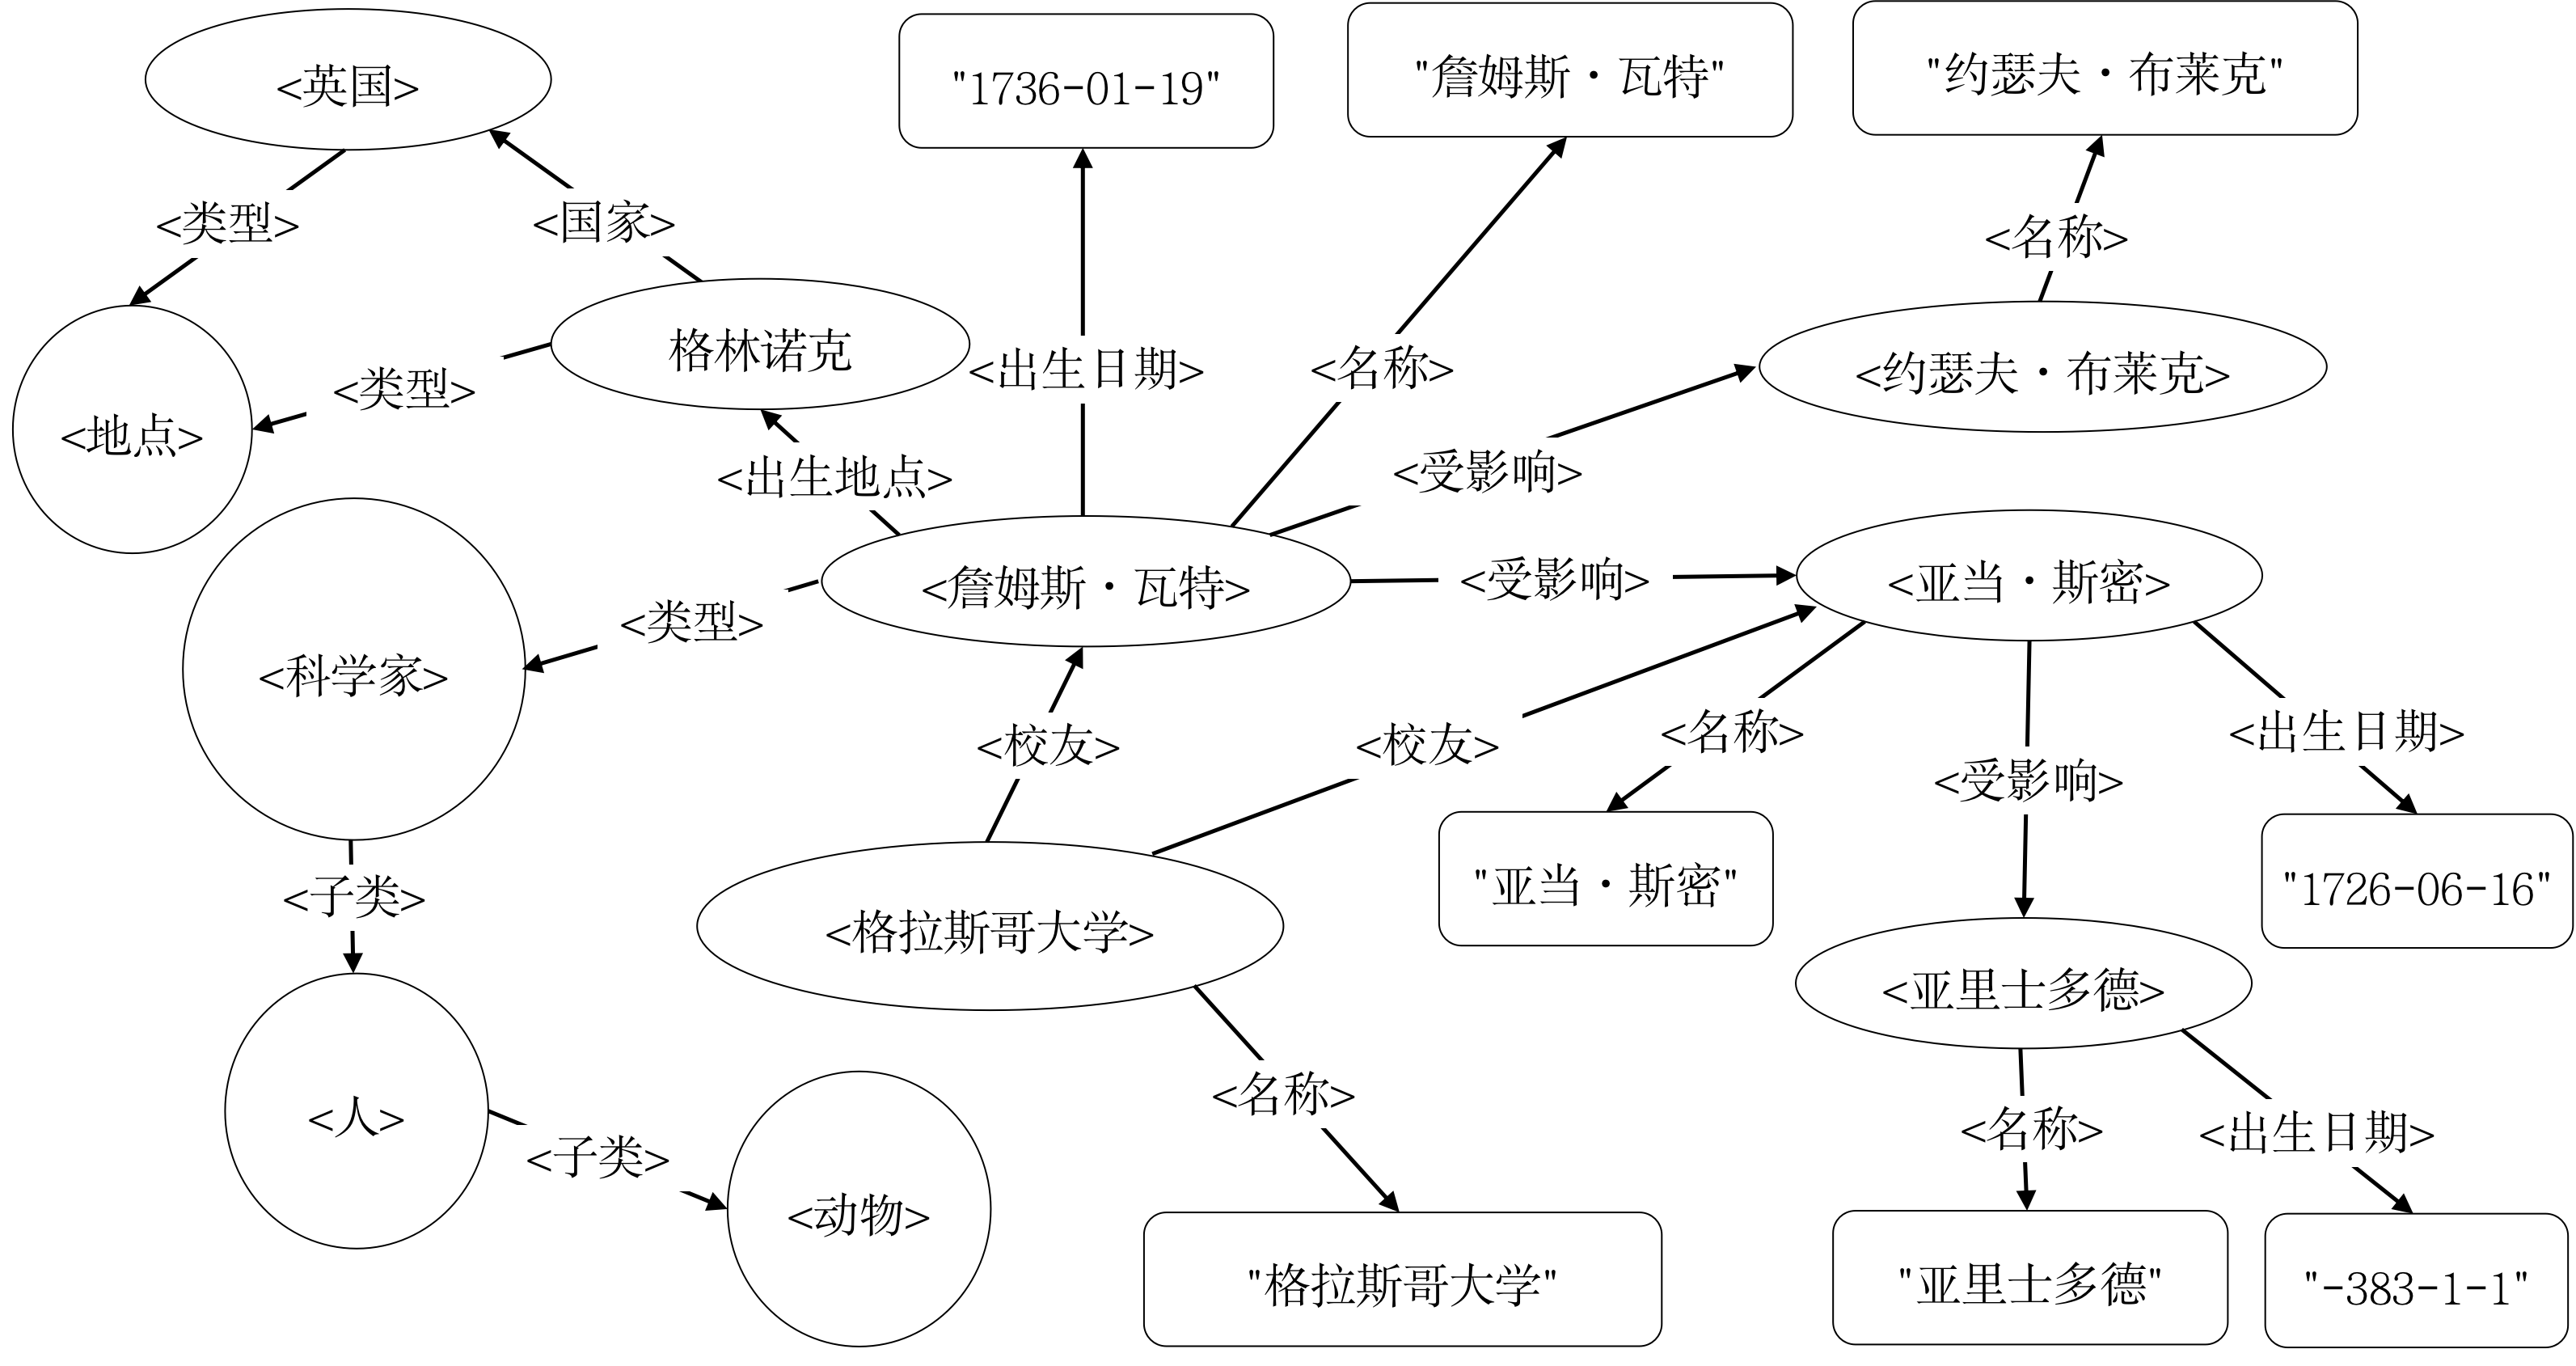 <英国>
"1736-01-19"
"詹姆斯·瓦特"
"约瑟夫·布莱克"
<类型>
<国家>
<名称>
格林诺克
<出生日期>
<名称>
<约瑟夫·布莱克>
<类型>
<地点>
<出生地点>
<受影响>
<詹姆斯·瓦特>
<受影响>
<亚当·斯密>
<类型>
<科学家>
<校友>
<校友>
<名称>
<出生日期>
<受影响>
<子类>
"亚当·斯密"
"1726-06-16"
<格拉斯哥大学>
<亚里士多德>
<人>
<名称>
<名称>
<出生日期>
<子类>
<动物>
"格拉斯哥大学"
"亚里士多德"
"-383-1-1"